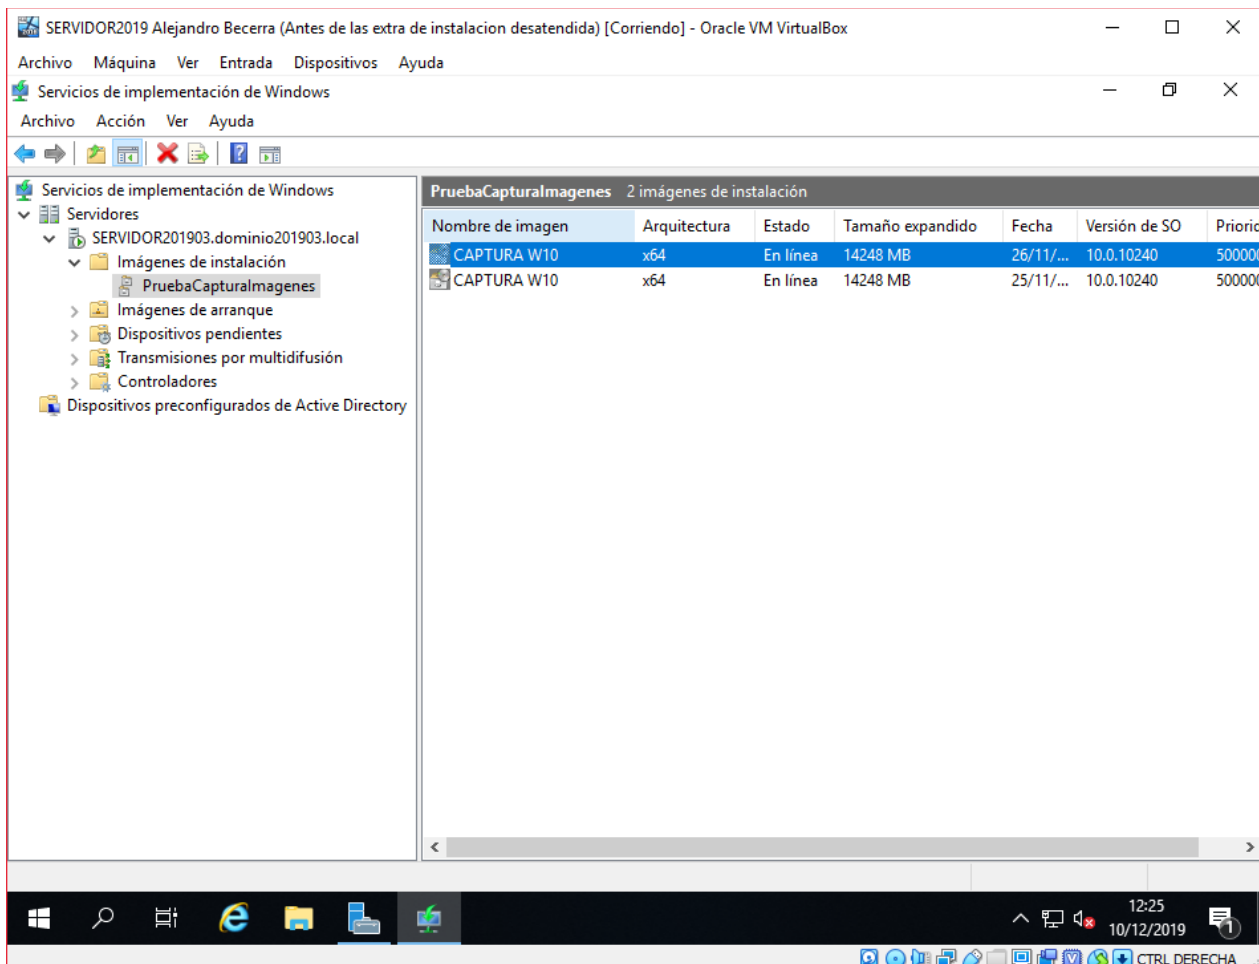 SERVIDOR2019 Alejandro Becerra (Antes de las extra de instalacion desatendida) [Corriendo] - Oracle VM VirtualBox
Archivo Máquina Ver Entrada Dispositivos Ayuda
Servicios de implementación de Windows
Archivo Acción Ver Ayuda
Servicios de implementación de Windows
Servidores
SERVIDOR201903.dominio201903.local
Imágenes de instalación
PruebaCapturaImagenes
Imágenes de arranque
Dispositivos pendientes
Transmisiones por multidifusión
Controladores
Dispositivos preconfigurados de Active Directory
PruebaCapturaImagenes 2 imágenes de instalación
Nombre de imagen Arquitectura Estado Tamaño expandido Fecha Versión de SO Priorid
CAPTURA W10 x64 En línea 14248 MB 26/11/... 10.0.10240 500000
CAPTURA W10 x64 En línea 14248 MB 25/11/... 10.0.10240 500000
12:25
10/12/2019
1
CTRL DERECHA